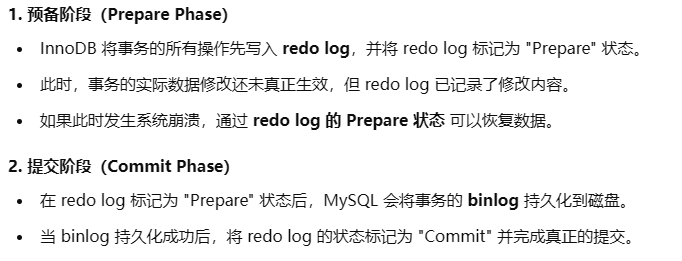 1. 预备阶段（Prepare Phase）
• InnoDB 将事务的所有操作先写入 redo log，并将 redo log 标记为 "Prepare" 状态。
• 此时，事务的实际数据修改还未真正生效，但 redo log 已记录了修改内容。
• 如果此时发生系统崩溃，通过 redo log 的 Prepare 状态 可以恢复数据。
2. 提交阶段（Commit Phase）
• 在 redo log 标记为 "Prepare" 状态后，MySQL 会将事务的 binlog 持久化到磁盘。
• 当 binlog 持久化成功后，将 redo log 的状态标记为 "Commit" 并完成真正的提交。